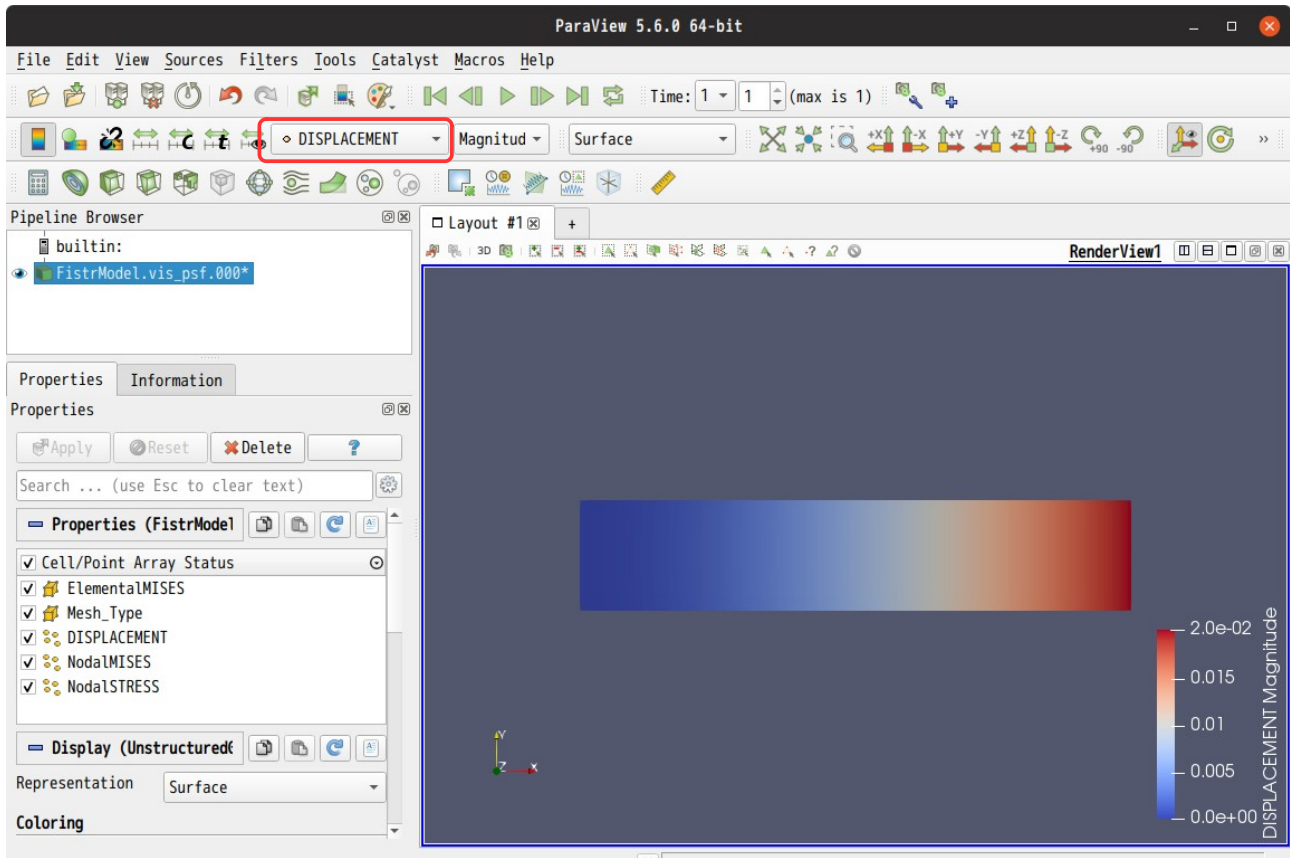 ParaView 5.6.0 64-bit
File Edit View Sources Filters Tools Catalyst Macros Help
Time: 1 1 (max is 1)
DISPLACEMENT Magnitud Surface +X -X +Y -Y +Z -Z +90 -90 »
Pipeline Browser
builtin:
FistrModel.vis_psf.000*
Layout #1 +
3D RenderView1
Properties Information
Properties
Apply Reset Delete ?
Search ... (use Esc to clear text)
Properties (FistrModel
Cell/Point Array Status
ElementalMISES
Mesh_Type
DISPLACEMENT
NodalMISES
NodalSTRESS
Display (Unstructured
Representation Surface
Coloring
Y
Z X
2.0e-02
0.015
0.01
0.005
0.0e+00
DISPLACEMENT Magnitude